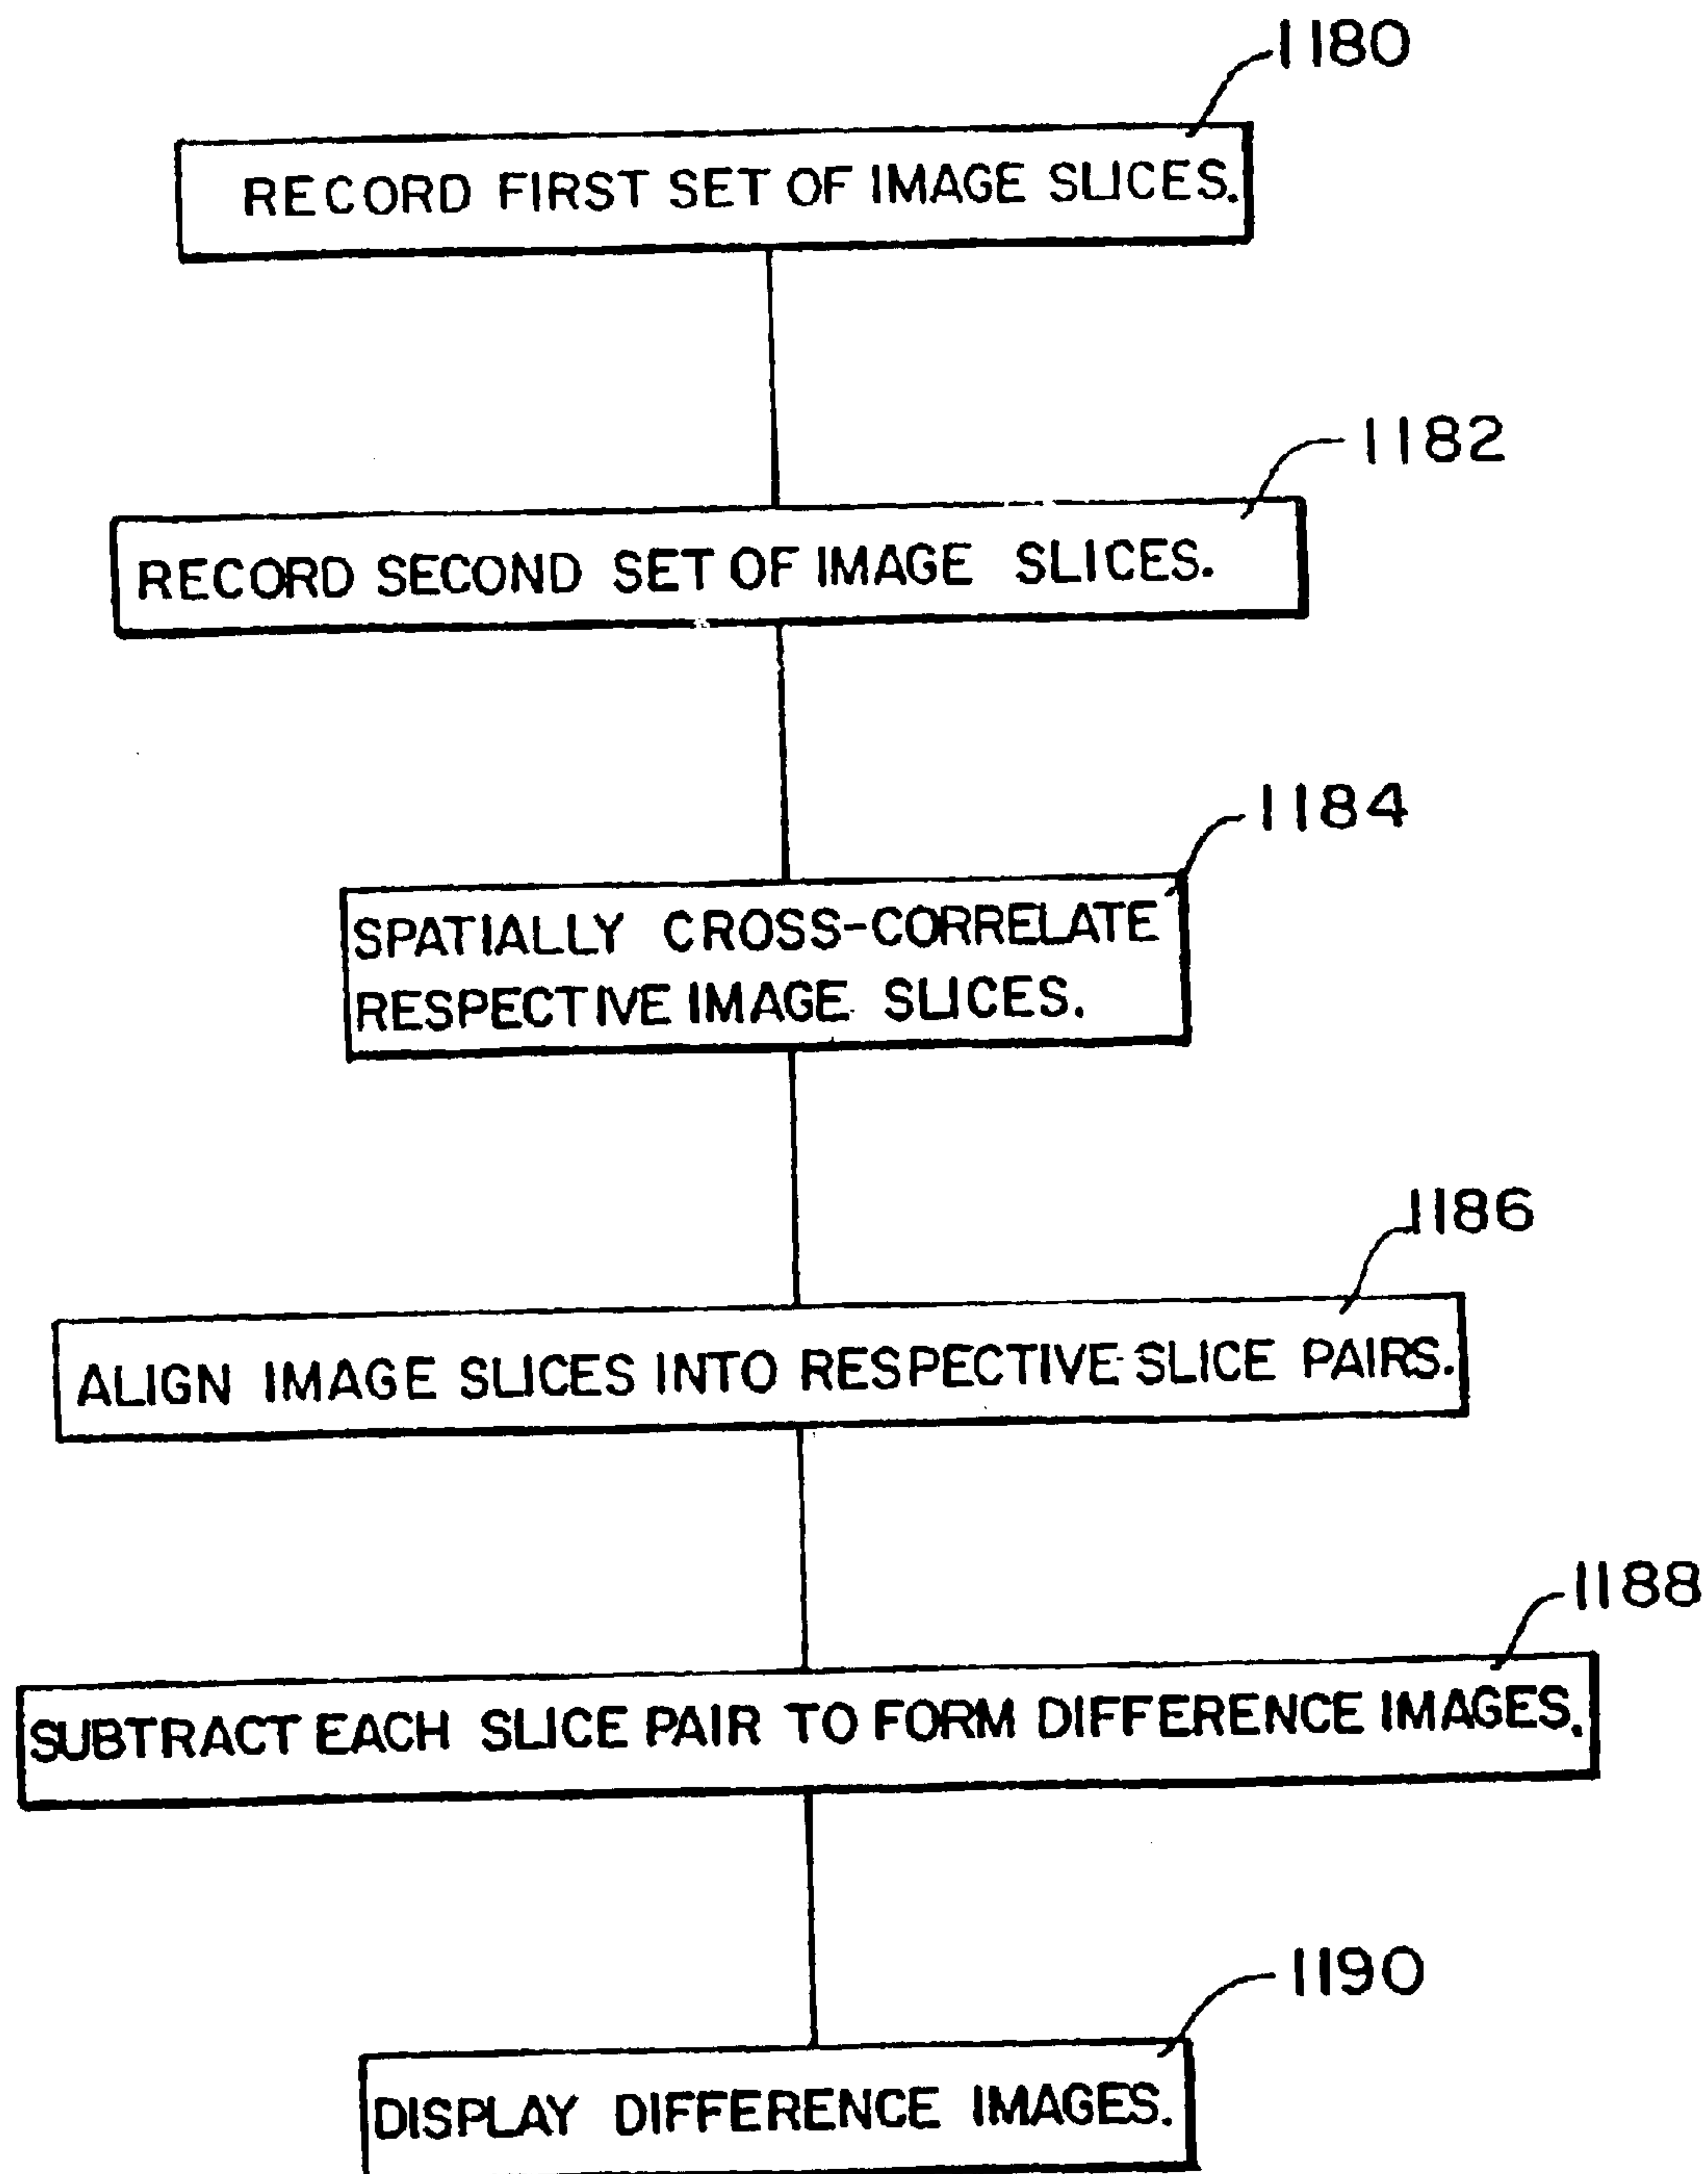 1180
RECORD FIRST SET OF IMAGE SLICES.
1182
RECORD SECOND SET OF IMAGE SLICES.
1184
SPATIALLY CROSS-CORRELATE
RESPECTIVE IMAGE SLICES.
1186
ALIGN IMAGE SLICES INTO RESPECTIVE SLICE PAIRS.
1188
SUBTRACT EACH SLICE PAIR TO FORM DIFFERENCE IMAGES.
1190
DISPLAY DIFFERENCE IMAGES.